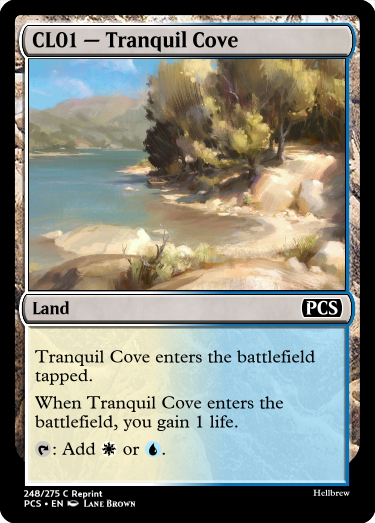 CL01 — Tranquil Cove
Land
PCS
Tranquil Cove enters the battlefield
tapped.
When Tranquil Cove enters the
battlefield, you gain 1 life.
: Add or .
248/275 C Reprint
PCS • EN Lane Brown
Hellbrew